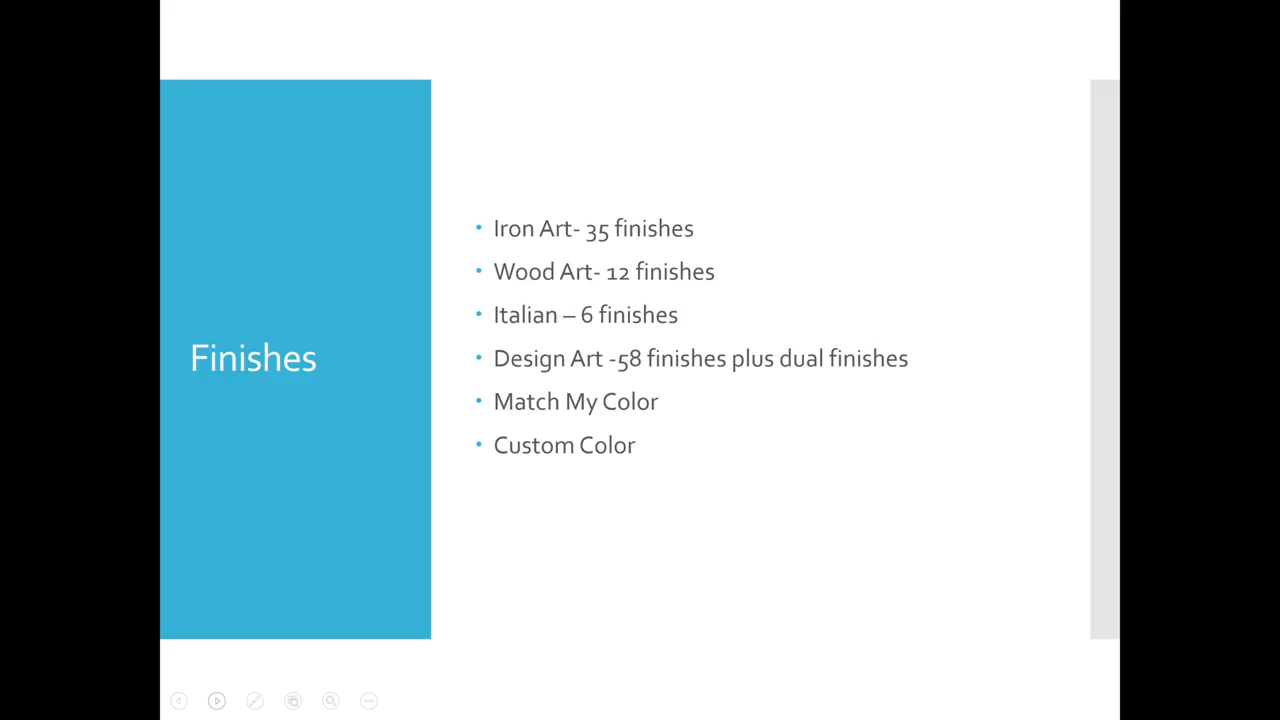 Finishes
• Iron Art- 35 finishes
• Wood Art- 12 finishes
• Italian – 6 finishes
• Design Art -58 finishes plus dual finishes
• Match My Color
• Custom Color